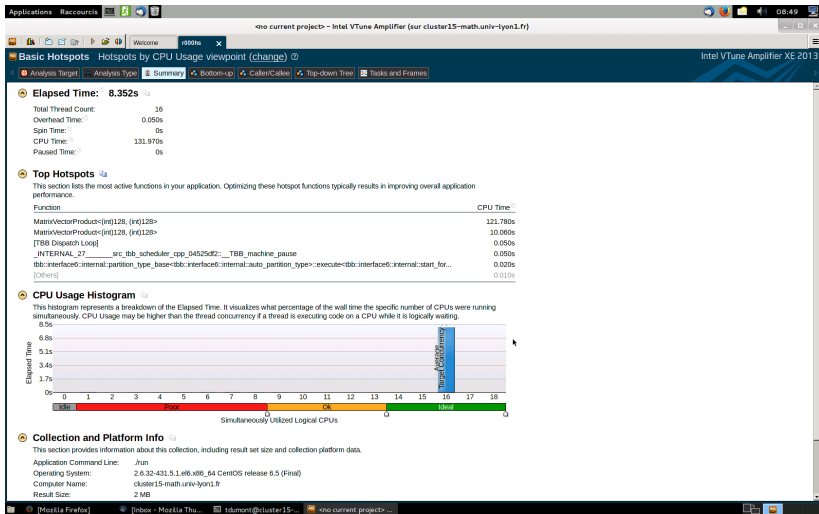 Applications Raccourcis 08:49
<no current project> - Intel VTune Amplifier (sur cluster15-math.univ-lyon1.fr)
Welcome r000hs x
Basic Hotspots Hotspots by CPU Usage viewpoint (change) Intel VTune Amplifier XE 2013
Analysis Target Analysis Type Summary Bottom-up Caller/Callee Top-down Tree Tasks and Frames
Elapsed Time: 8.352s
Total Thread Count: 16
Overhead Time: 0.050s
Spin Time: 0s
CPU Time: 131.970s
Paused Time: 0s
Top Hotspots
This section lists the most active functions in your application. Optimizing these hotspot functions typically results in improving overall application
performance.
Function CPU Time
MatrixVectorProduct<(int)128, (int)128> 121.780s
MatrixVectorProduct<(int)128, (int)128> 10.060s
[TBB Dispatch Loop] 0.050s
_INTERNAL_27_______src_tbb_scheduler_cpp_04525df2::__TBB_machine_pause 0.050s
tbb::interface6::internal::partition_type_base<tbb::interface6::internal::auto_partition_type>::execute<tbb::interface6::internal::start_for... 0.020s
[Others] 0.010s
CPU Usage Histogram
This histogram represents a breakdown of the Elapsed Time. It visualizes what percentage of the wall time the specific number of CPUs were running
simultaneously. CPU Usage may be higher than the thread concurrency if a thread is executing code on a CPU while it is logically waiting.
Elapsed Time
8.5s
6.8s
5.1s
3.4s
1.7s
0s
Average
Target Concurrency
0 1 2 3 4 5 6 7 8 9 10 11 12 13 14 15 16 17 18
Idle Poor Ok Ideal
Simultaneously Utilized Logical CPUs
Collection and Platform Info
This section provides information about this collection, including result set size and collection platform data.
Application Command Line: ./run
Operating System: 2.6.32-431.5.1.el6.x86_64 CentOS release 6.5 (Final)
Computer Name: cluster15-math.univ-lyon1.fr
Result Size: 2 MB
[Mozilla Firefox] [Inbox - Mozilla Thu... tdumont@cluster15-... <no current project> ...